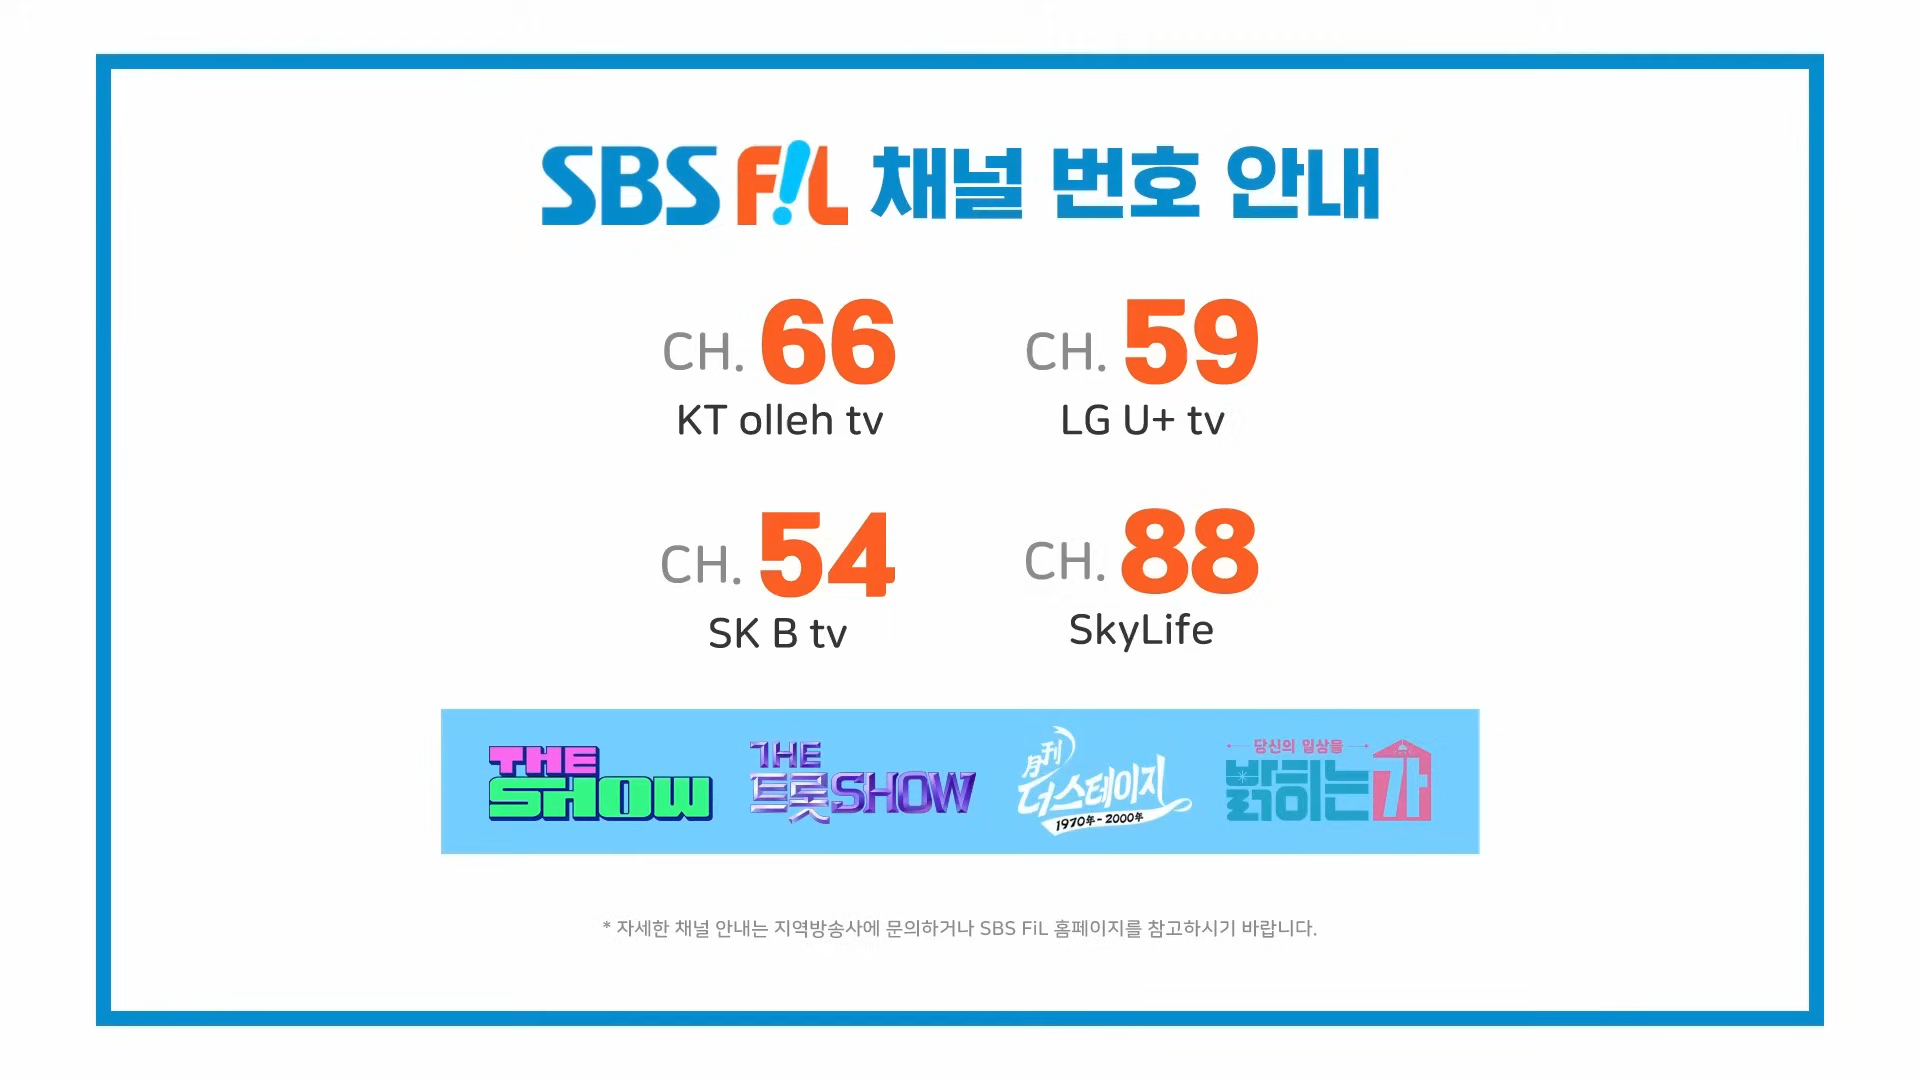 SBS F!L 채널 번호 안내
CH. 66
KT olleh tv
CH. 59
LG U+ tv
CH. 54
SK B tv
CH. 88
SkyLife
THE
SHOW
THE
트롯SHOW
月刊
더스테이지
1970年-2000年
당신의 일상을
밝히는가
* 자세한 채널 안내는 지역방송사에 문의하거나 SBS FiL 홈페이지를 참고하시기 바랍니다.